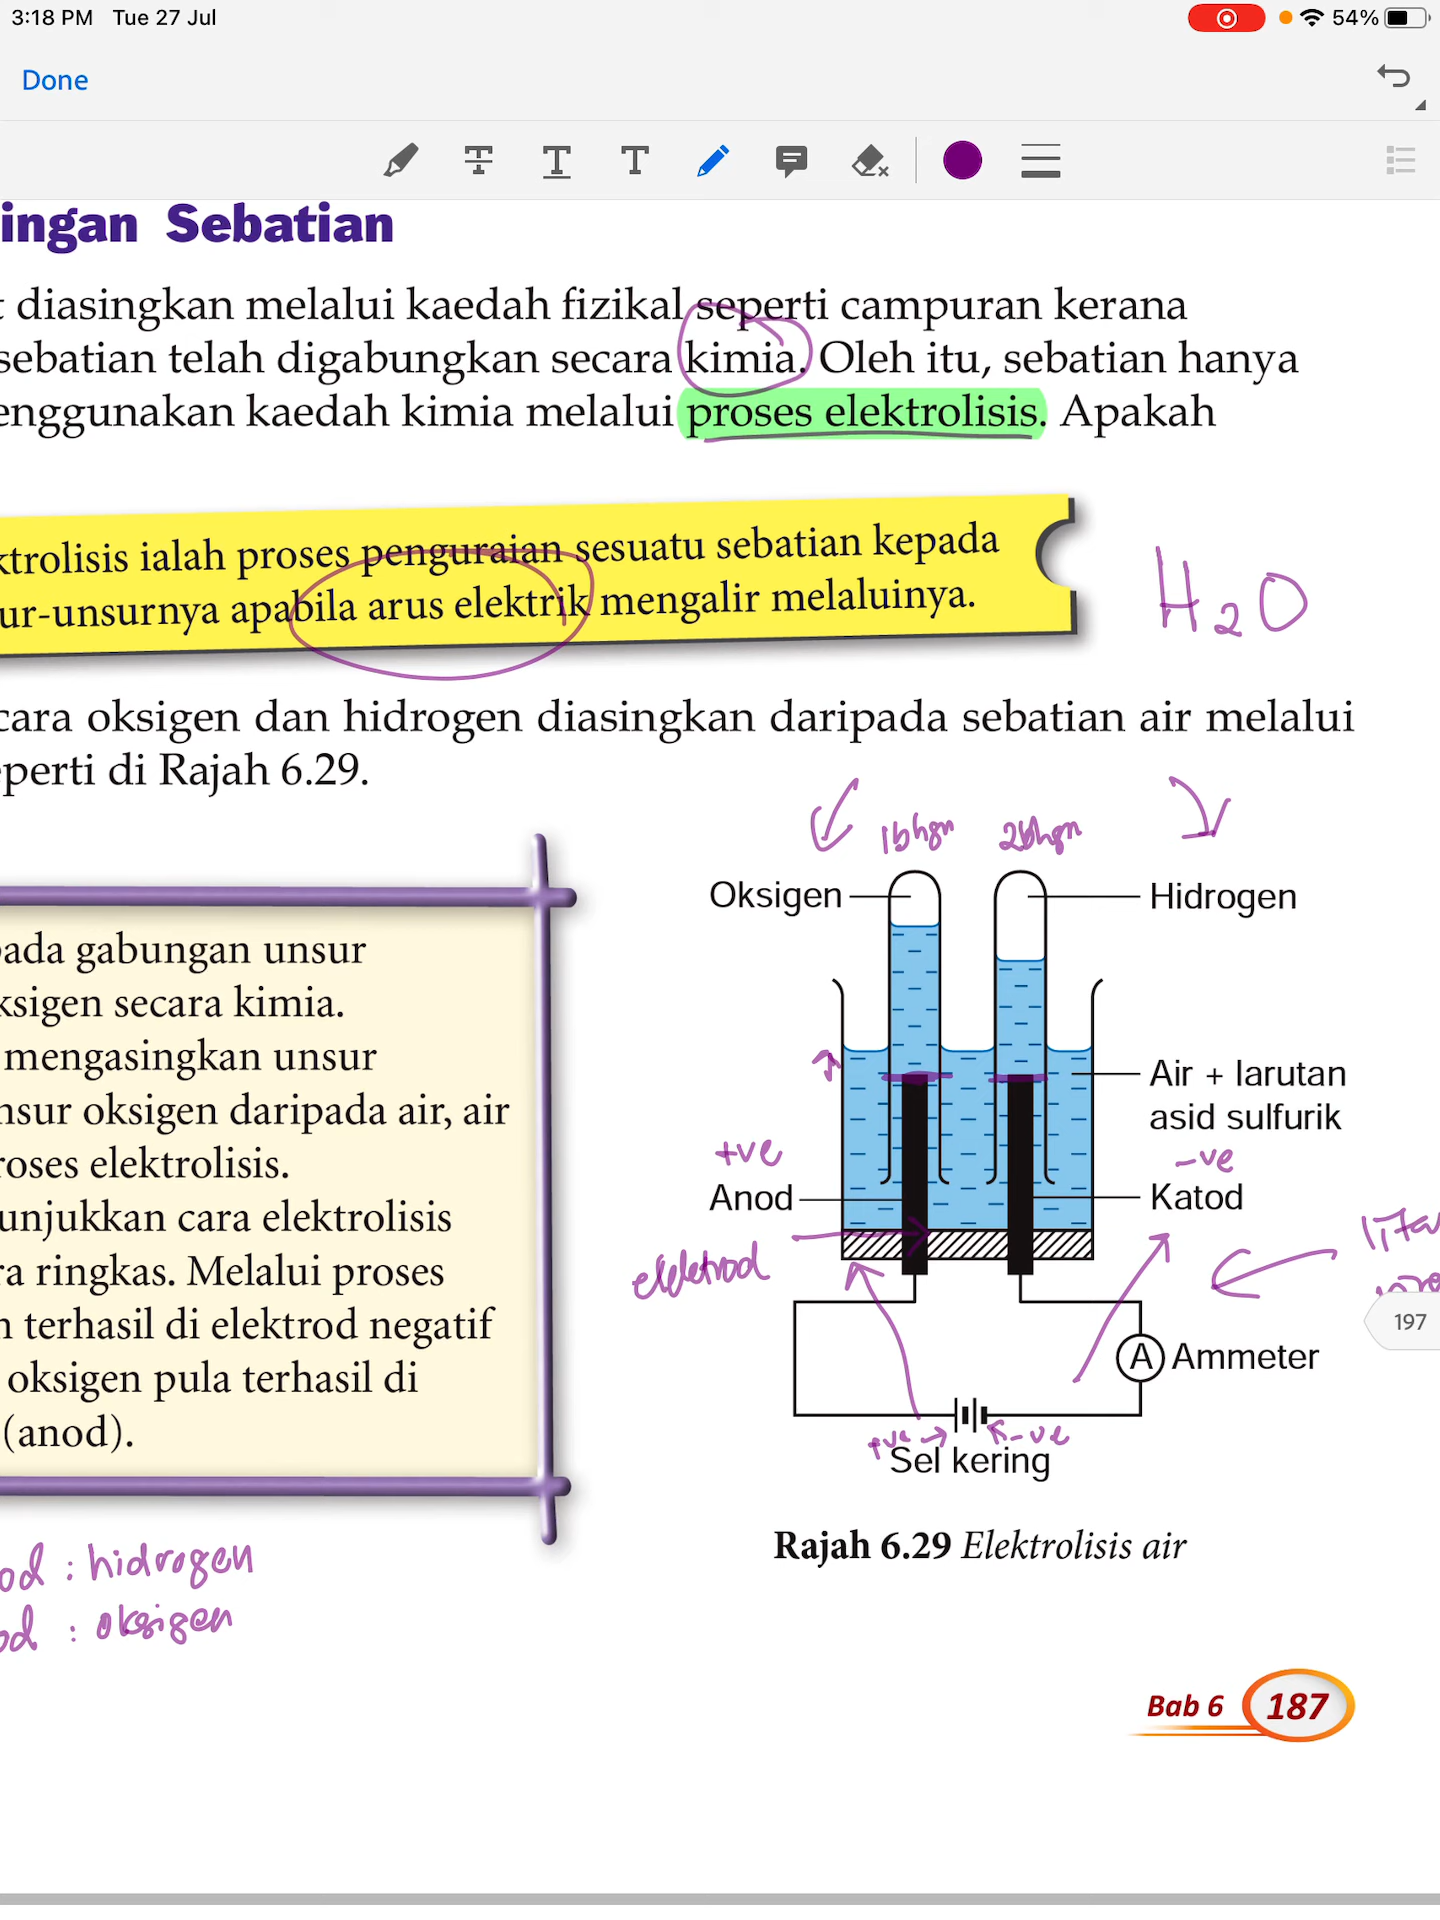 3:18 PM Tue 27 Jul
54%
Done
T T T
ingan Sebatian
diasingkan melalui kaedah fizikal seperti campuran kerana
sebatian telah digabungkan secara kimia. Oleh itu, sebatian hanya
enggunakan kaedah kimia melalui proses elektrolisis. Apakah
ktrolisis ialah proses penguraian sesuatu sebatian kepada
ur-unsurnya apabila arus elektrik mengalir melaluinya.
H2O
cara oksigen dan hidrogen diasingkan daripada sebatian air melalui
eperti di Rajah 6.29.
1bhgn 2bhgn
Oksigen
Hidrogen
pada gabungan unsur
ksigen secara kimia.
mengasingkan unsur
nsur oksigen daripada air, air
roses elektrolisis.
unjukkan cara elektrolisis
ra ringkas. Melalui proses
n terhasil di elektrod negatif
oksigen pula terhasil di
(anod).
Air + larutan
asid sulfurik
+ve
-ve
Anod
Katod
elektrod
197
A Ammeter
+ve -ve
Sel kering
Rajah 6.29 Elektrolisis air
od : hidrogen
od : oksigen
Bab 6 187